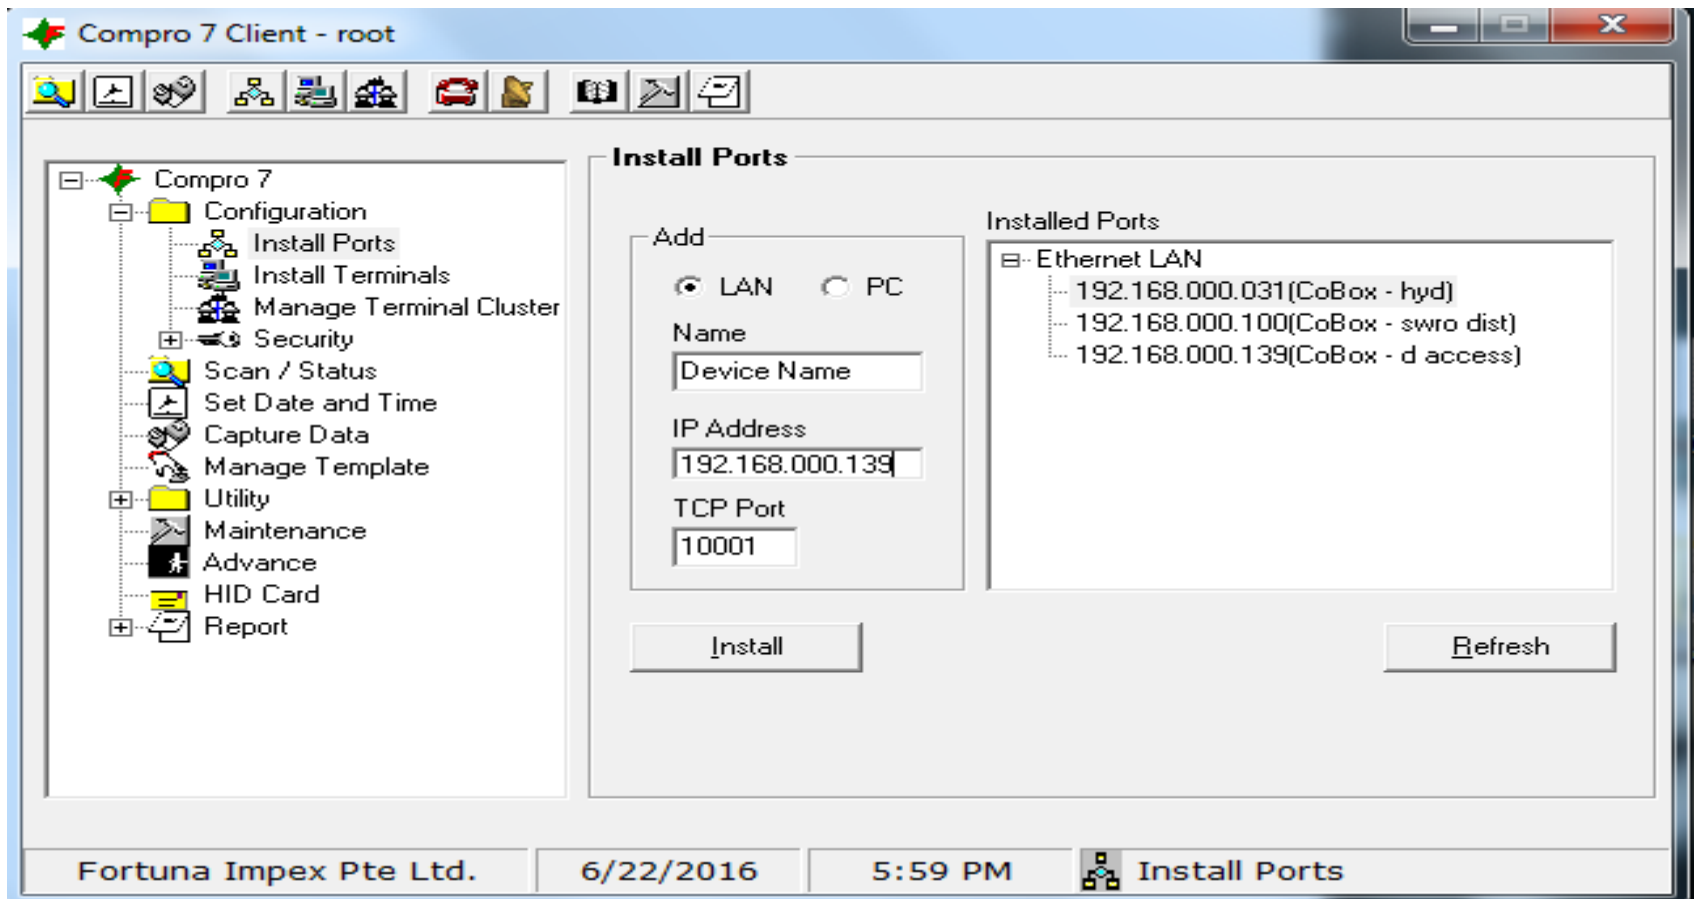 Compro 7 Client - root
Compro 7
Configuration
Install Ports
Install Terminals
Manage Terminal Cluster
Security
Scan / Status
Set Date and Time
Capture Data
Manage Template
Utility
Maintenance
Advance
HID Card
Report
Install Ports
Add
LAN PC
Name
Device Name
IP Address
192.168.000.139
TCP Port
10001
Install
Installed Ports
Ethernet LAN
192.168.000.031(CoBox - hyd)
192.168.000.100(CoBox - swro dist)
192.168.000.139(CoBox - d access)
Refresh
Fortuna Impex Pte Ltd. 6/22/2016 5:59 PM Install Ports